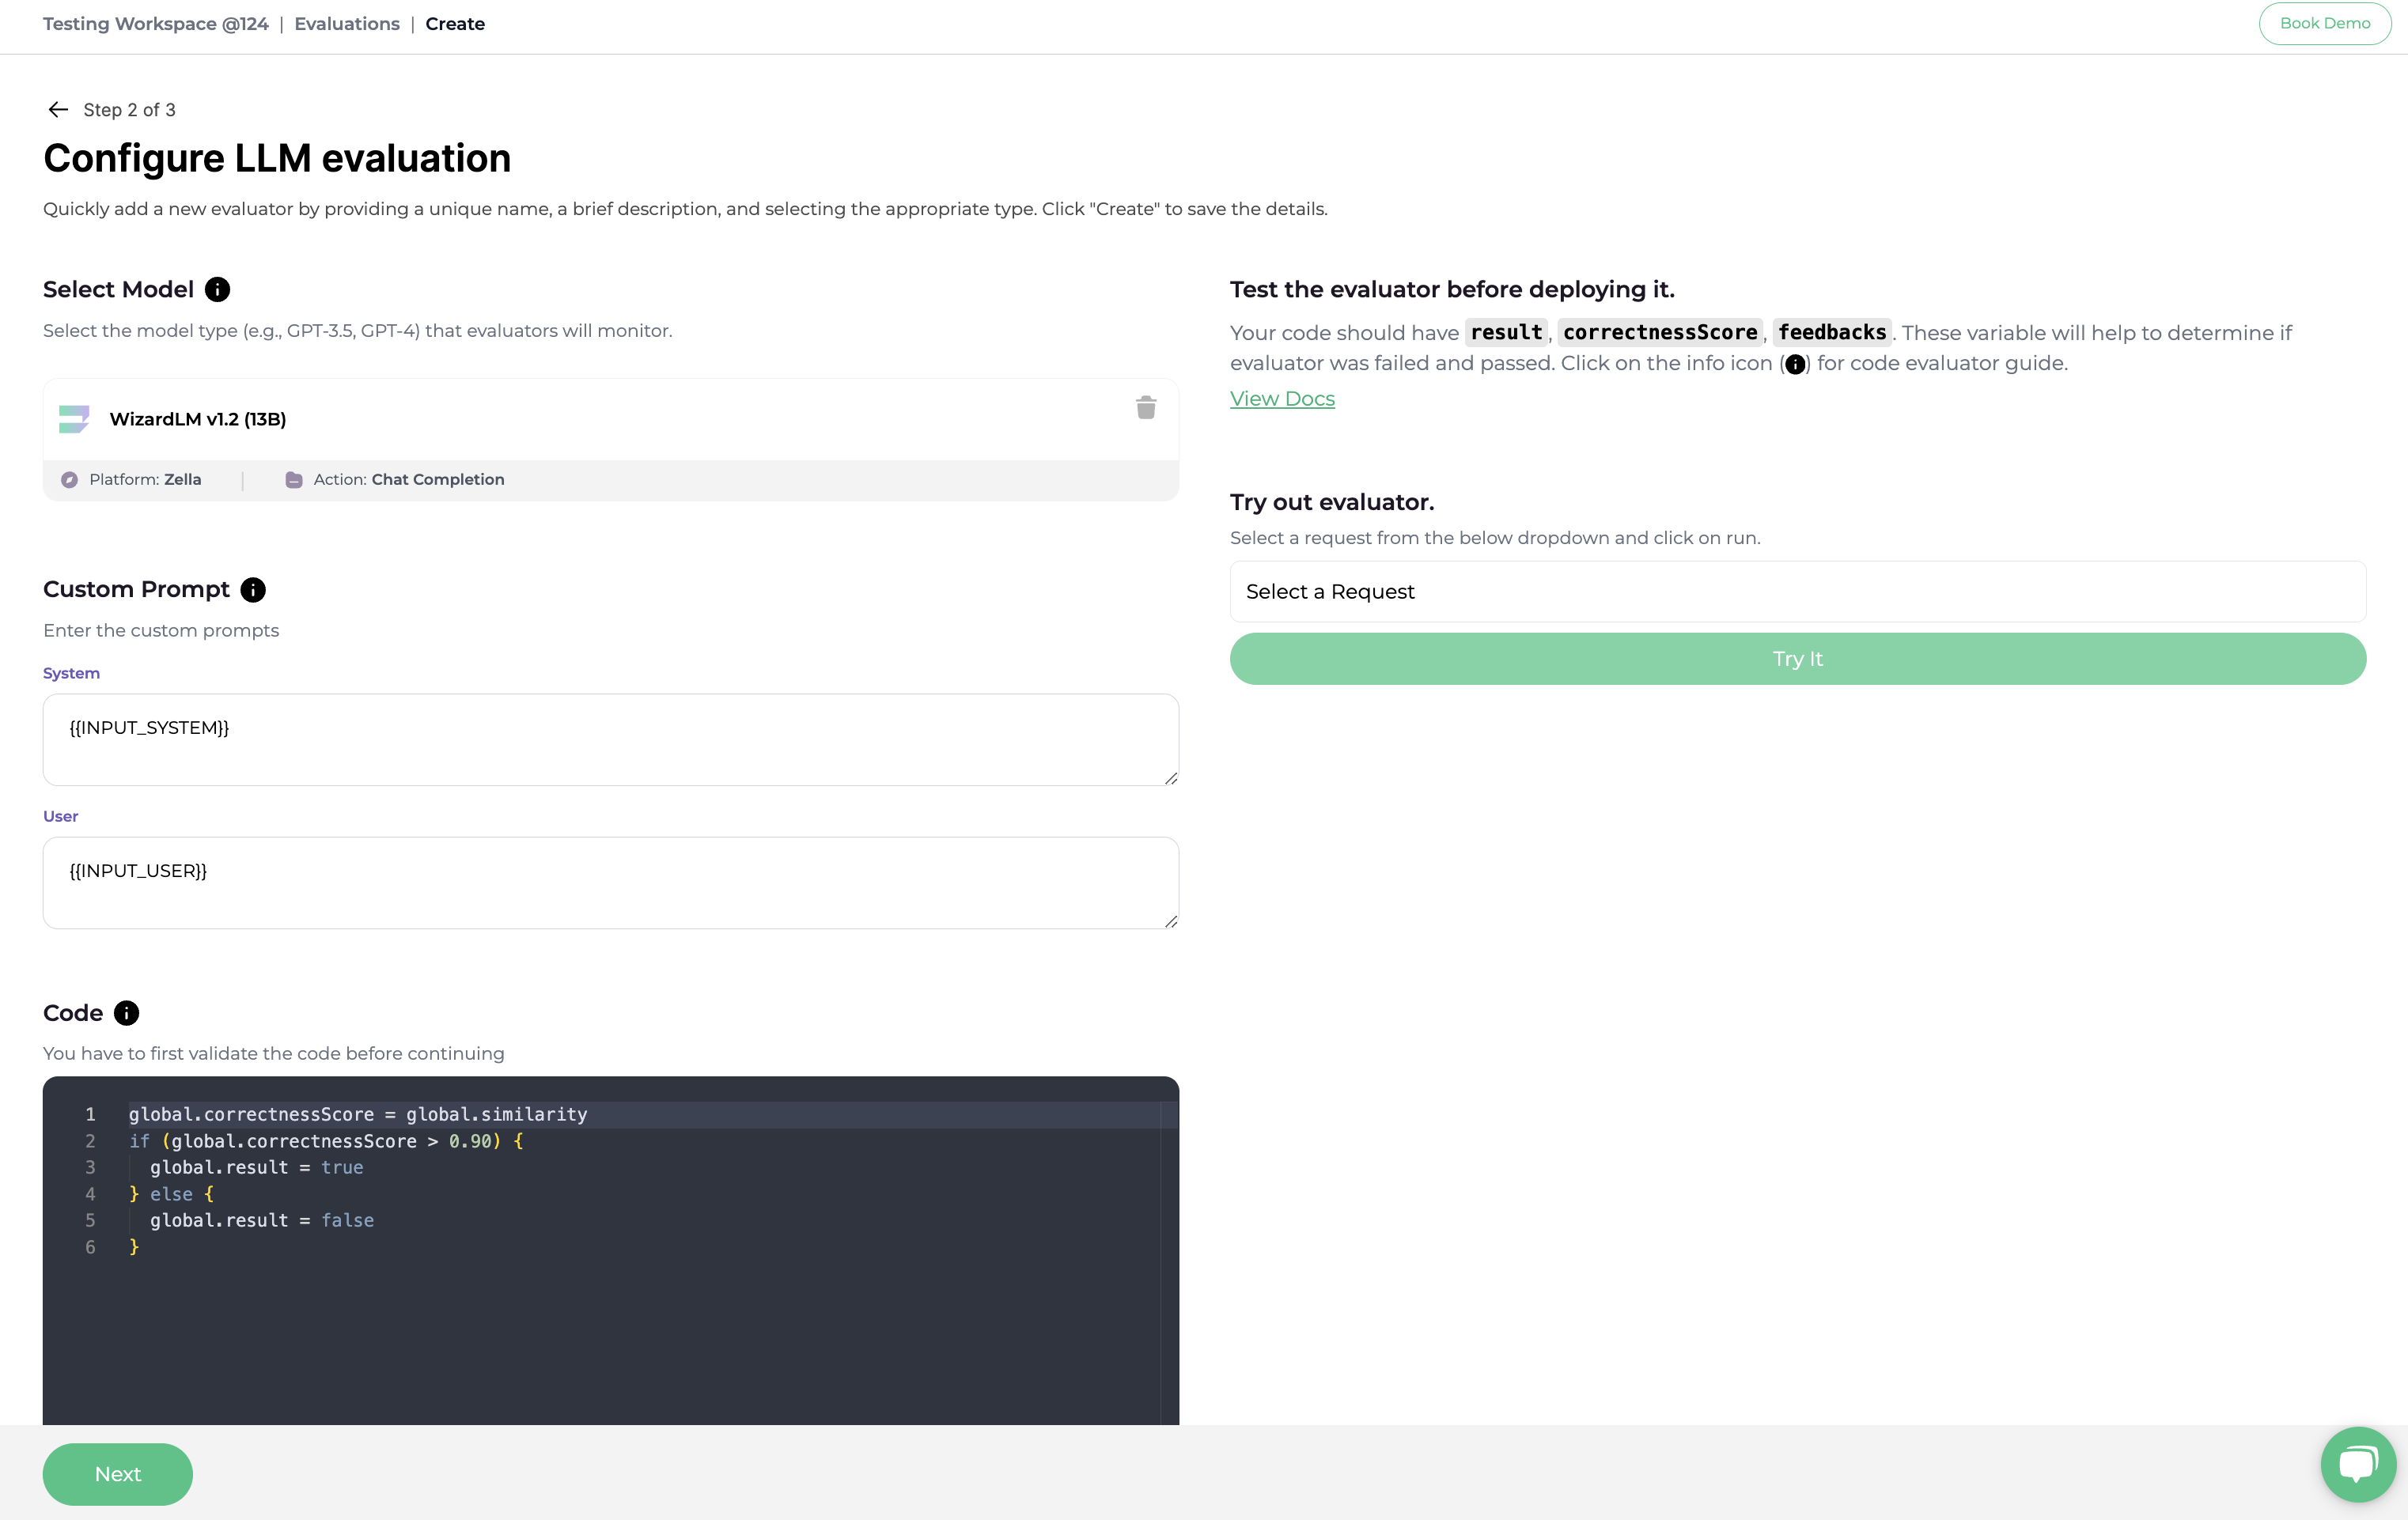 Testing Workspace @124 | Evaluations | Create
Book Demo
Step 2 of 3
Configure LLM evaluation
Quickly add a new evaluator by providing a unique name, a brief description, and selecting the appropriate type. Click "Create" to save the details.
Select Model
Select the model type (e.g., GPT-3.5, GPT-4) that evaluators will monitor.
WizardLM v1.2 (13B)
Platform: Zella | Action: Chat Completion
Custom Prompt
Enter the custom prompts
System
{{INPUT_SYSTEM}}
User
{{INPUT_USER}}
Code
You have to first validate the code before continuing
1 global.correctnessScore = global.similarity
2 if (global.correctnessScore > 0.90) {
3 global.result = true
4 } else {
5 global.result = false
6 }
Next
Test the evaluator before deploying it.
Your code should have result, correctnessScore, feedbacks. These variable will help to determine if
evaluator was failed and passed. Click on the info icon (i) for code evaluator guide.
View Docs
Try out evaluator.
Select a request from the below dropdown and click on run.
Select a Request
Try It